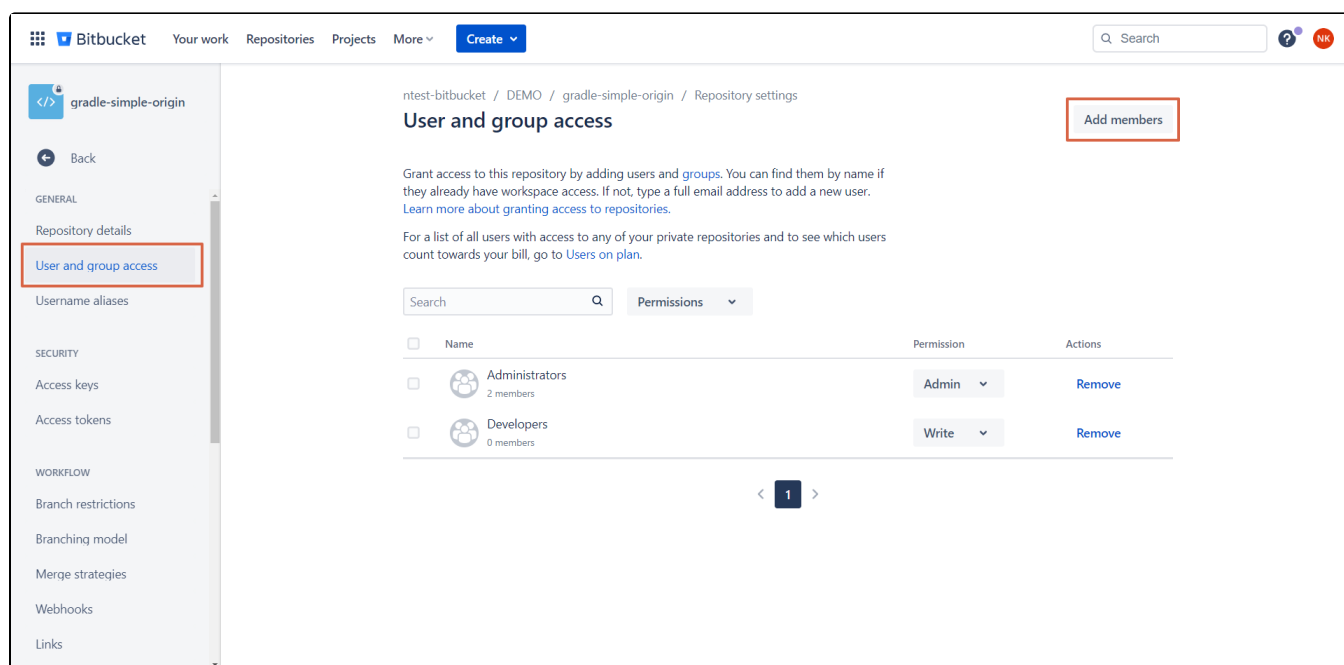 Bitbucket Your work Repositories Projects More Create Search ? NK
</> gradle-simple-origin
Back
GENERAL
Repository details
User and group access
Username aliases
SECURITY
Access keys
Access tokens
WORKFLOW
Branch restrictions
Branching model
Merge strategies
Webhooks
Links
ntest-bitbucket / DEMO / gradle-simple-origin / Repository settings
User and group access
Add members
Grant access to this repository by adding users and groups. You can find them by name if
they already have workspace access. If not, type a full email address to add a new user.
Learn more about granting access to repositories.
For a list of all users with access to any of your private repositories and to see which users
count towards your bill, go to Users on plan.
Search Permissions
Name Permission Actions
Administrators
2 members
Admin Remove
Developers
0 members
Write Remove
1